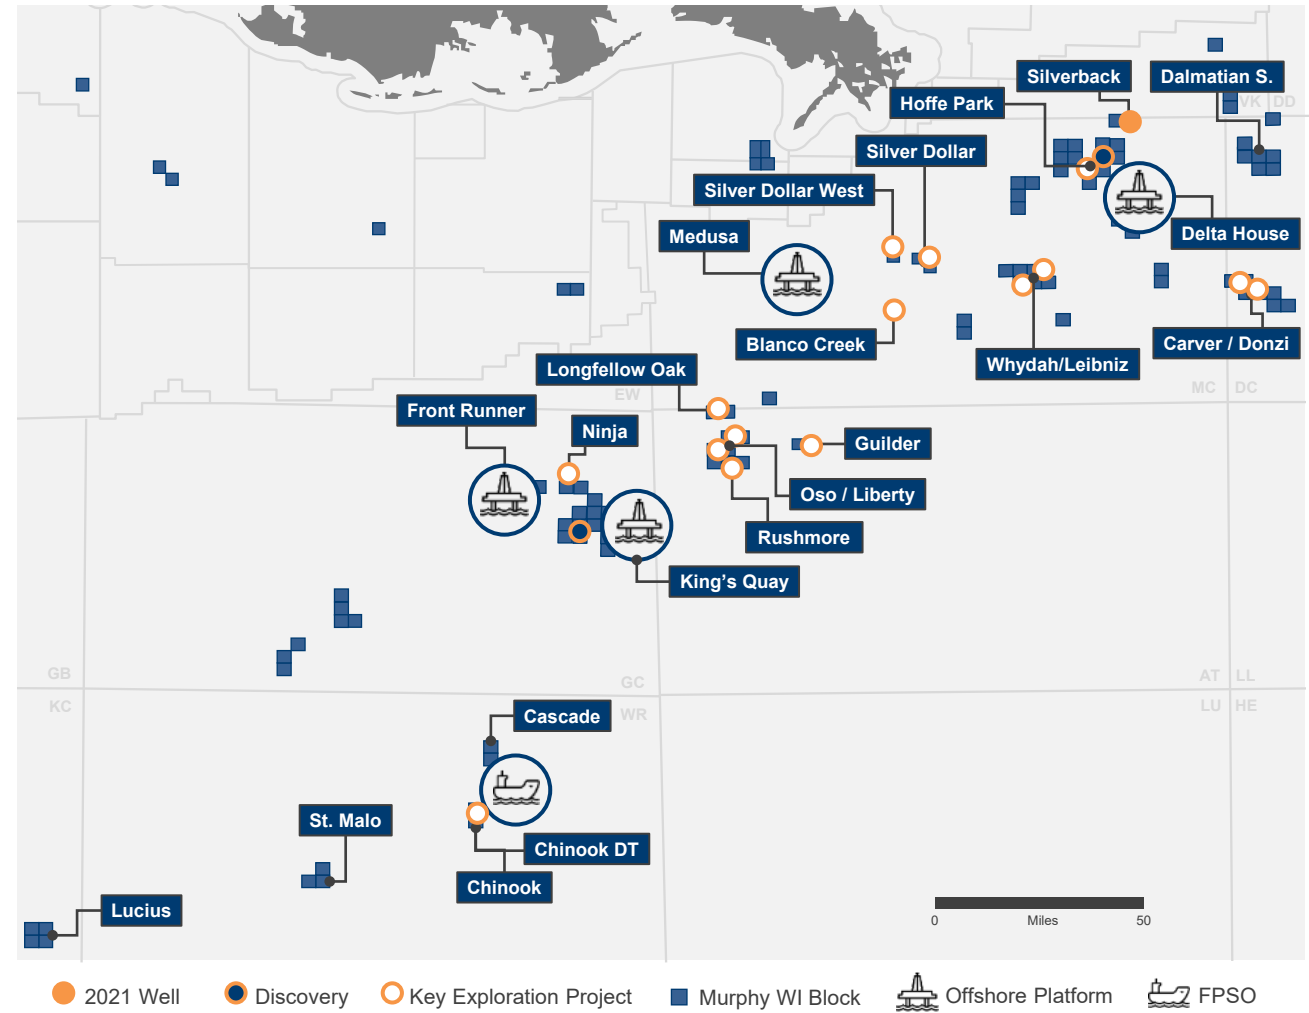 Silverback
Dalmatian S.
Hoffe Park
VK
DD
Silver Dollar
Silver Dollar West
Medusa
Delta House
Blanco Creek
Carver / Donzi
Whydah/Leibniz
Longfellow Oak
EW
MC
DC
Front Runner
Ninja
Guilder
Oso / Liberty
Rushmore
King's Quay
GB
GC
AT
LL
KC
WR
LU
HE
Cascade
St. Malo
Chinook DT
Chinook
Lucius
0
Miles
50
2021 Well
Discovery
Key Exploration Project
Murphy WI Block
Offshore Platform
FPSO